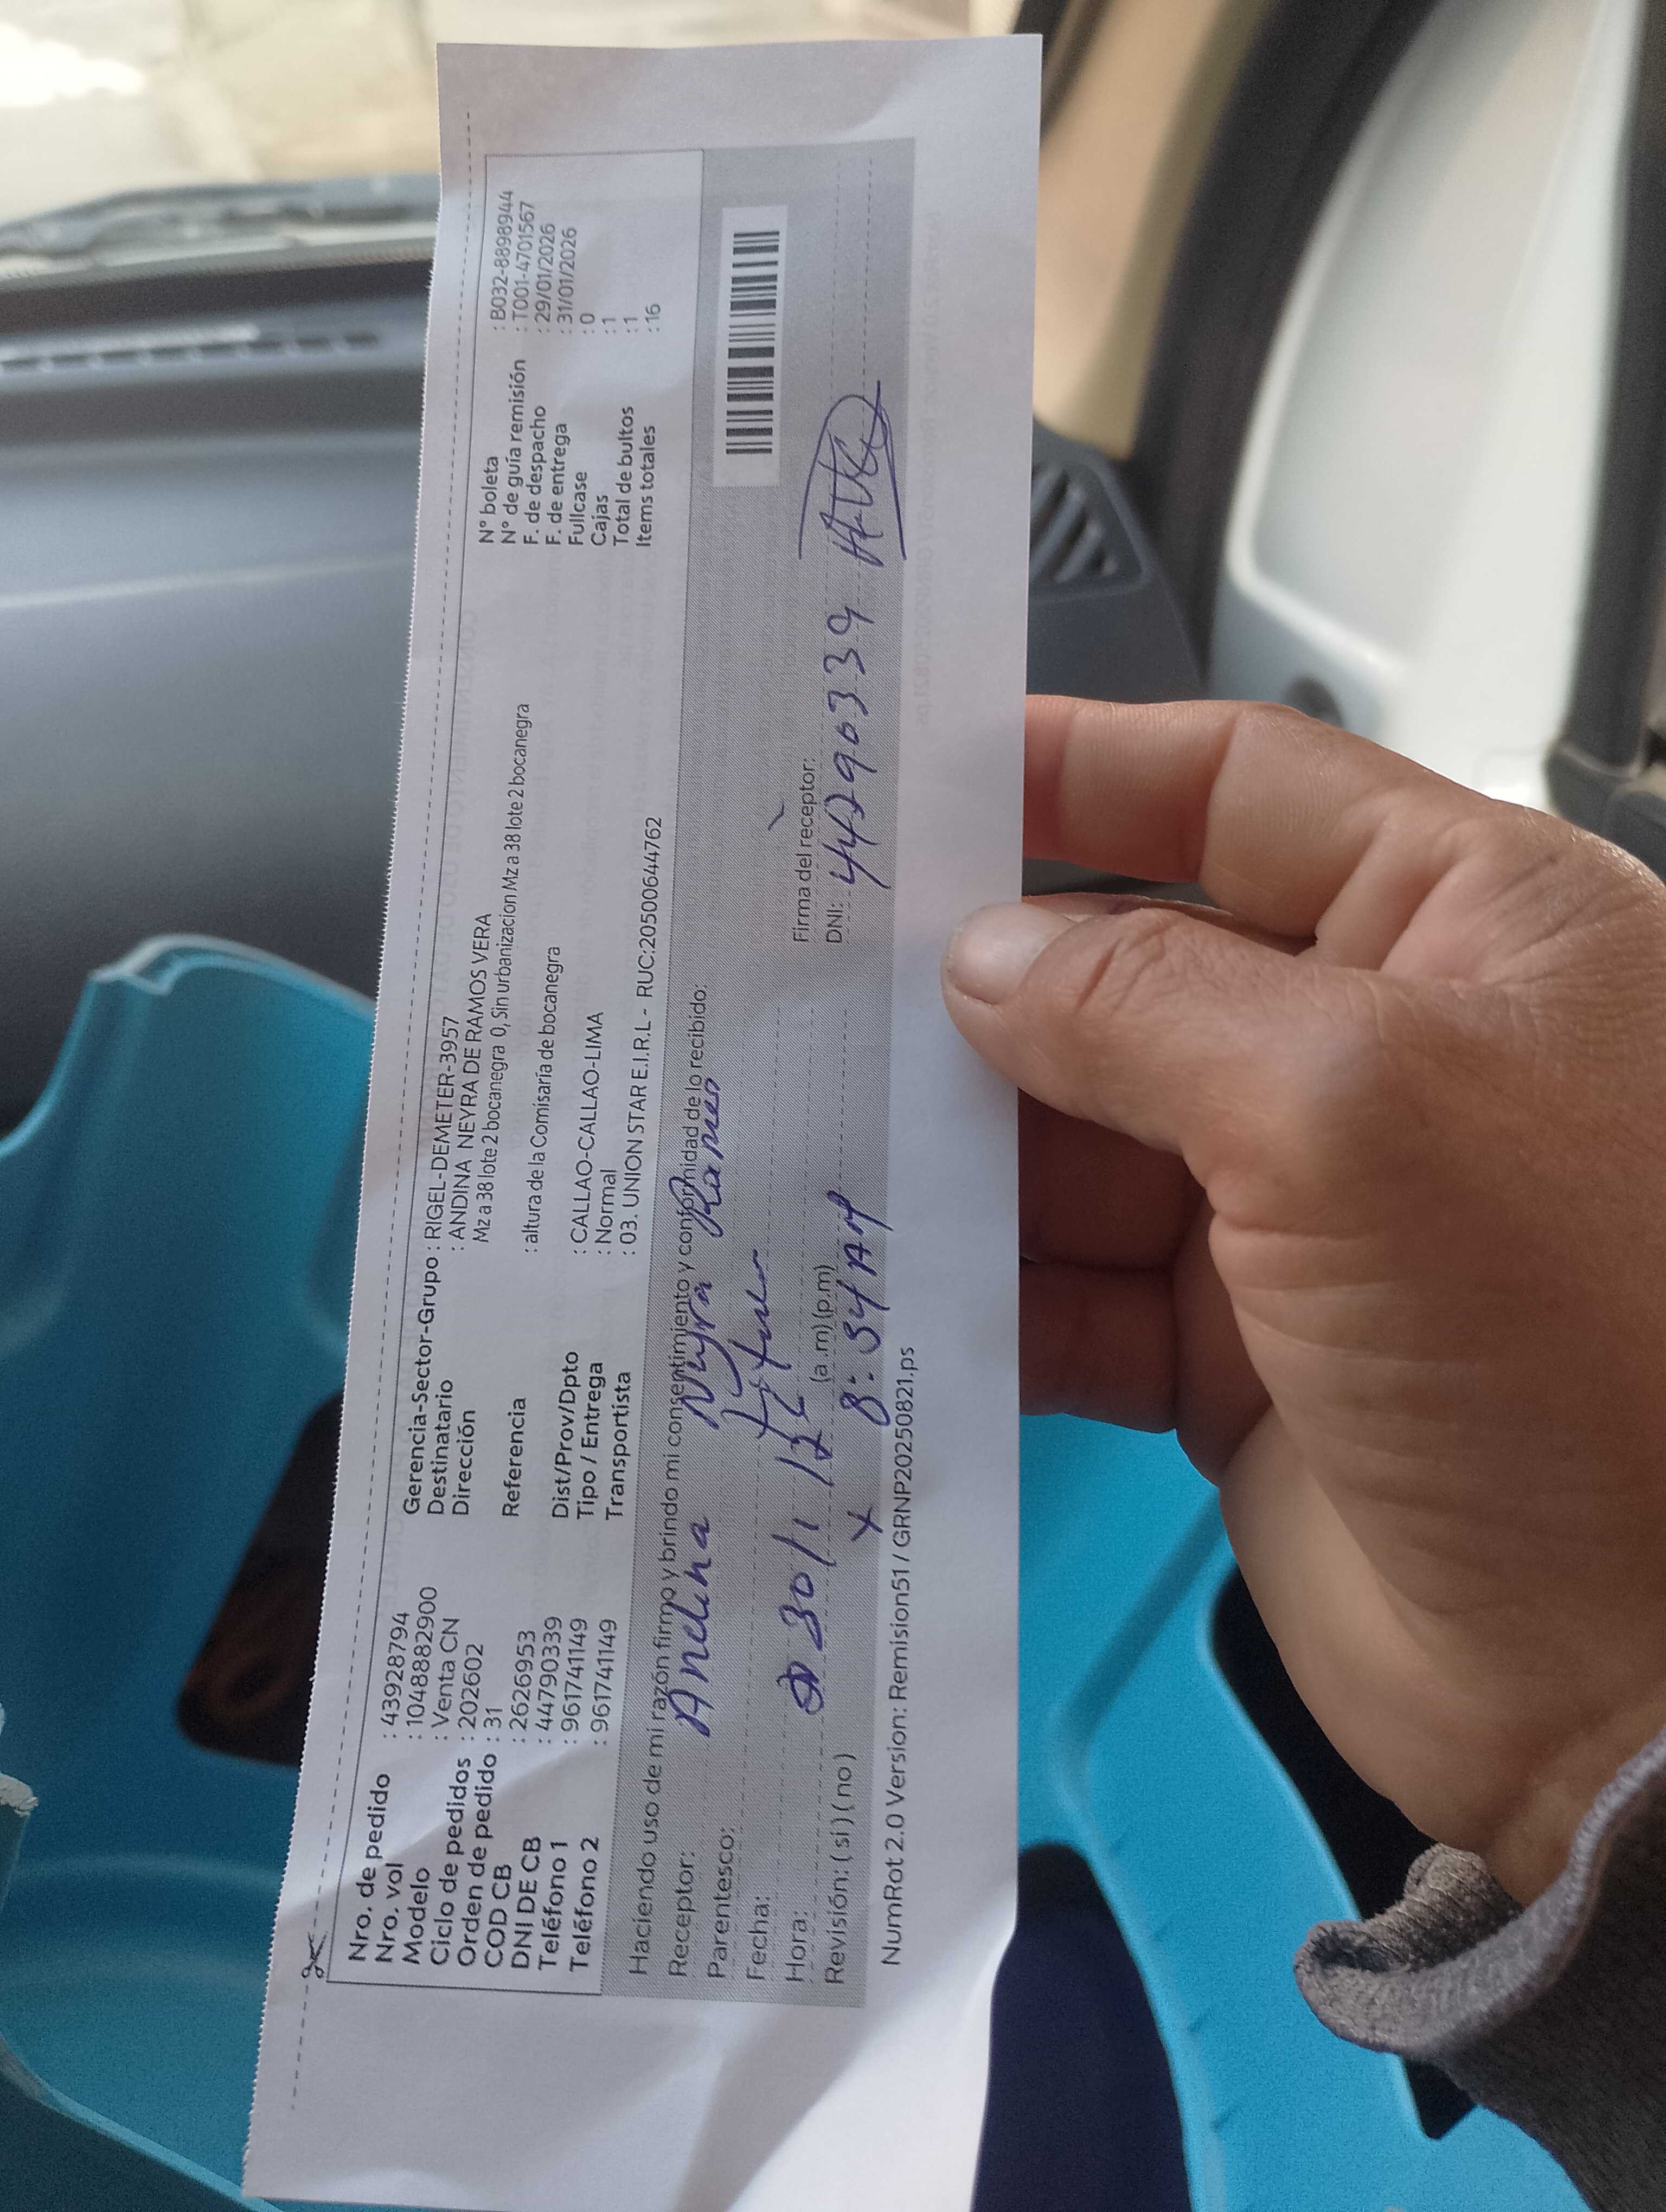 Nro. de pedido : 43928794
Nro. vol : 1048882900
Modelo : Venta CN
Ciclo de pedidos : 202602
Orden de pedido : 31
COD CB : 2626953
DNI DE CB : 44790339
Teléfono 1 : 961741149
Teléfono 2 : 961741149
Gerencia-Sector-Grupo : RIGEL-DEMETER-3957
Destinatario : ANDINA NEYRA DE RAMOS VERA
Dirección Mz a 38 lote 2 bocanegra 0, Sin urbanizacion Mz a 38 lote 2 bocanegra
Referencia : altura de la Comisaría de bocanegra
Dist/Prov/Dpto : CALLAO-CALLAO-LIMA
Tipo / Entrega : Normal
Transportista : 03. UNION STAR E.I.R.L - RUC:20500644762
N° boleta : B032-8898944
N° de guía remisión : T001-4701567
F. de despacho : 29/01/2026
F. de entrega : 31/01/2026
Fullcase : 0
Cajas : 1
Total de bultos : 1
Items totales : 16
Haciendo uso de mi razón firmo y brindo mi consentimiento y conformidad de lo recibido:
Receptor: Andina Neyra Ramos
Parentesco: titular
Fecha: 30/1/
Hora: (a.m) (p.m) 8:54 AM
Revisión: ( si ) ( no ) X
Firma del receptor:
DNI: 44790339
NumRot 2.0 Version: Remision51 / GRNP20250821.ps